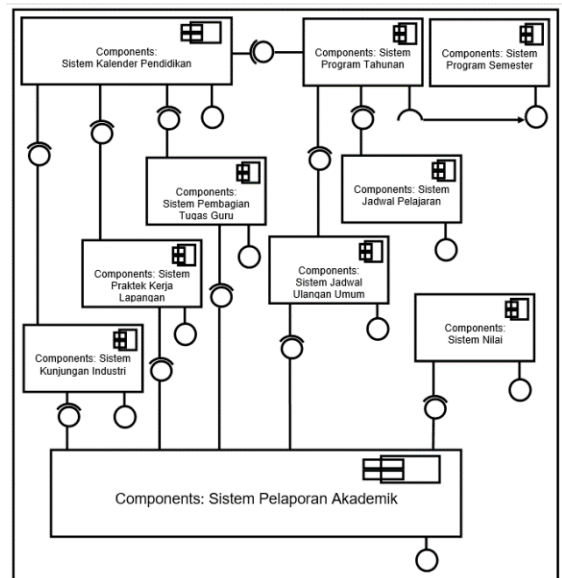 Components:
Sistem Kalender Pendidikan
Components: Sistem
Program Tahunan
Components: Sistem
Program Semester
Components:
Sistem Pembagian
Tugas Guru
Components: Sistem
Jadwal Pelajaran
Components: Sistem
Praktek Kerja
Lapangan
Components:
Sistem Jadwal
Ulangan Umum
Components:
Sistem Nilai
Components: Sistem
Kunjungan Industri
Components: Sistem Pelaporan Akademik